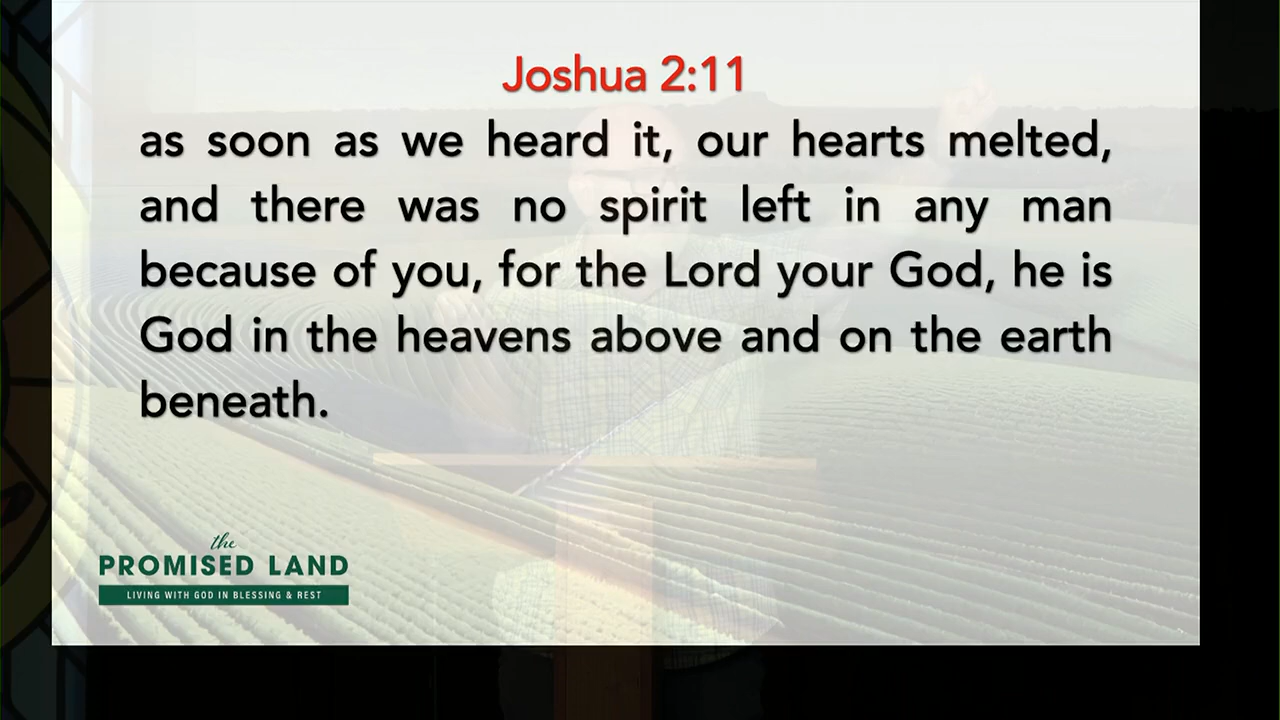 Joshua 2:11
as soon as we heard it, our hearts melted,
and there was no spirit left in any man
because of you, for the Lord your God, he is
God in the heavens above and on the earth
beneath.
the
PROMISED LAND
LIVING WITH GOD IN BLESSING & REST